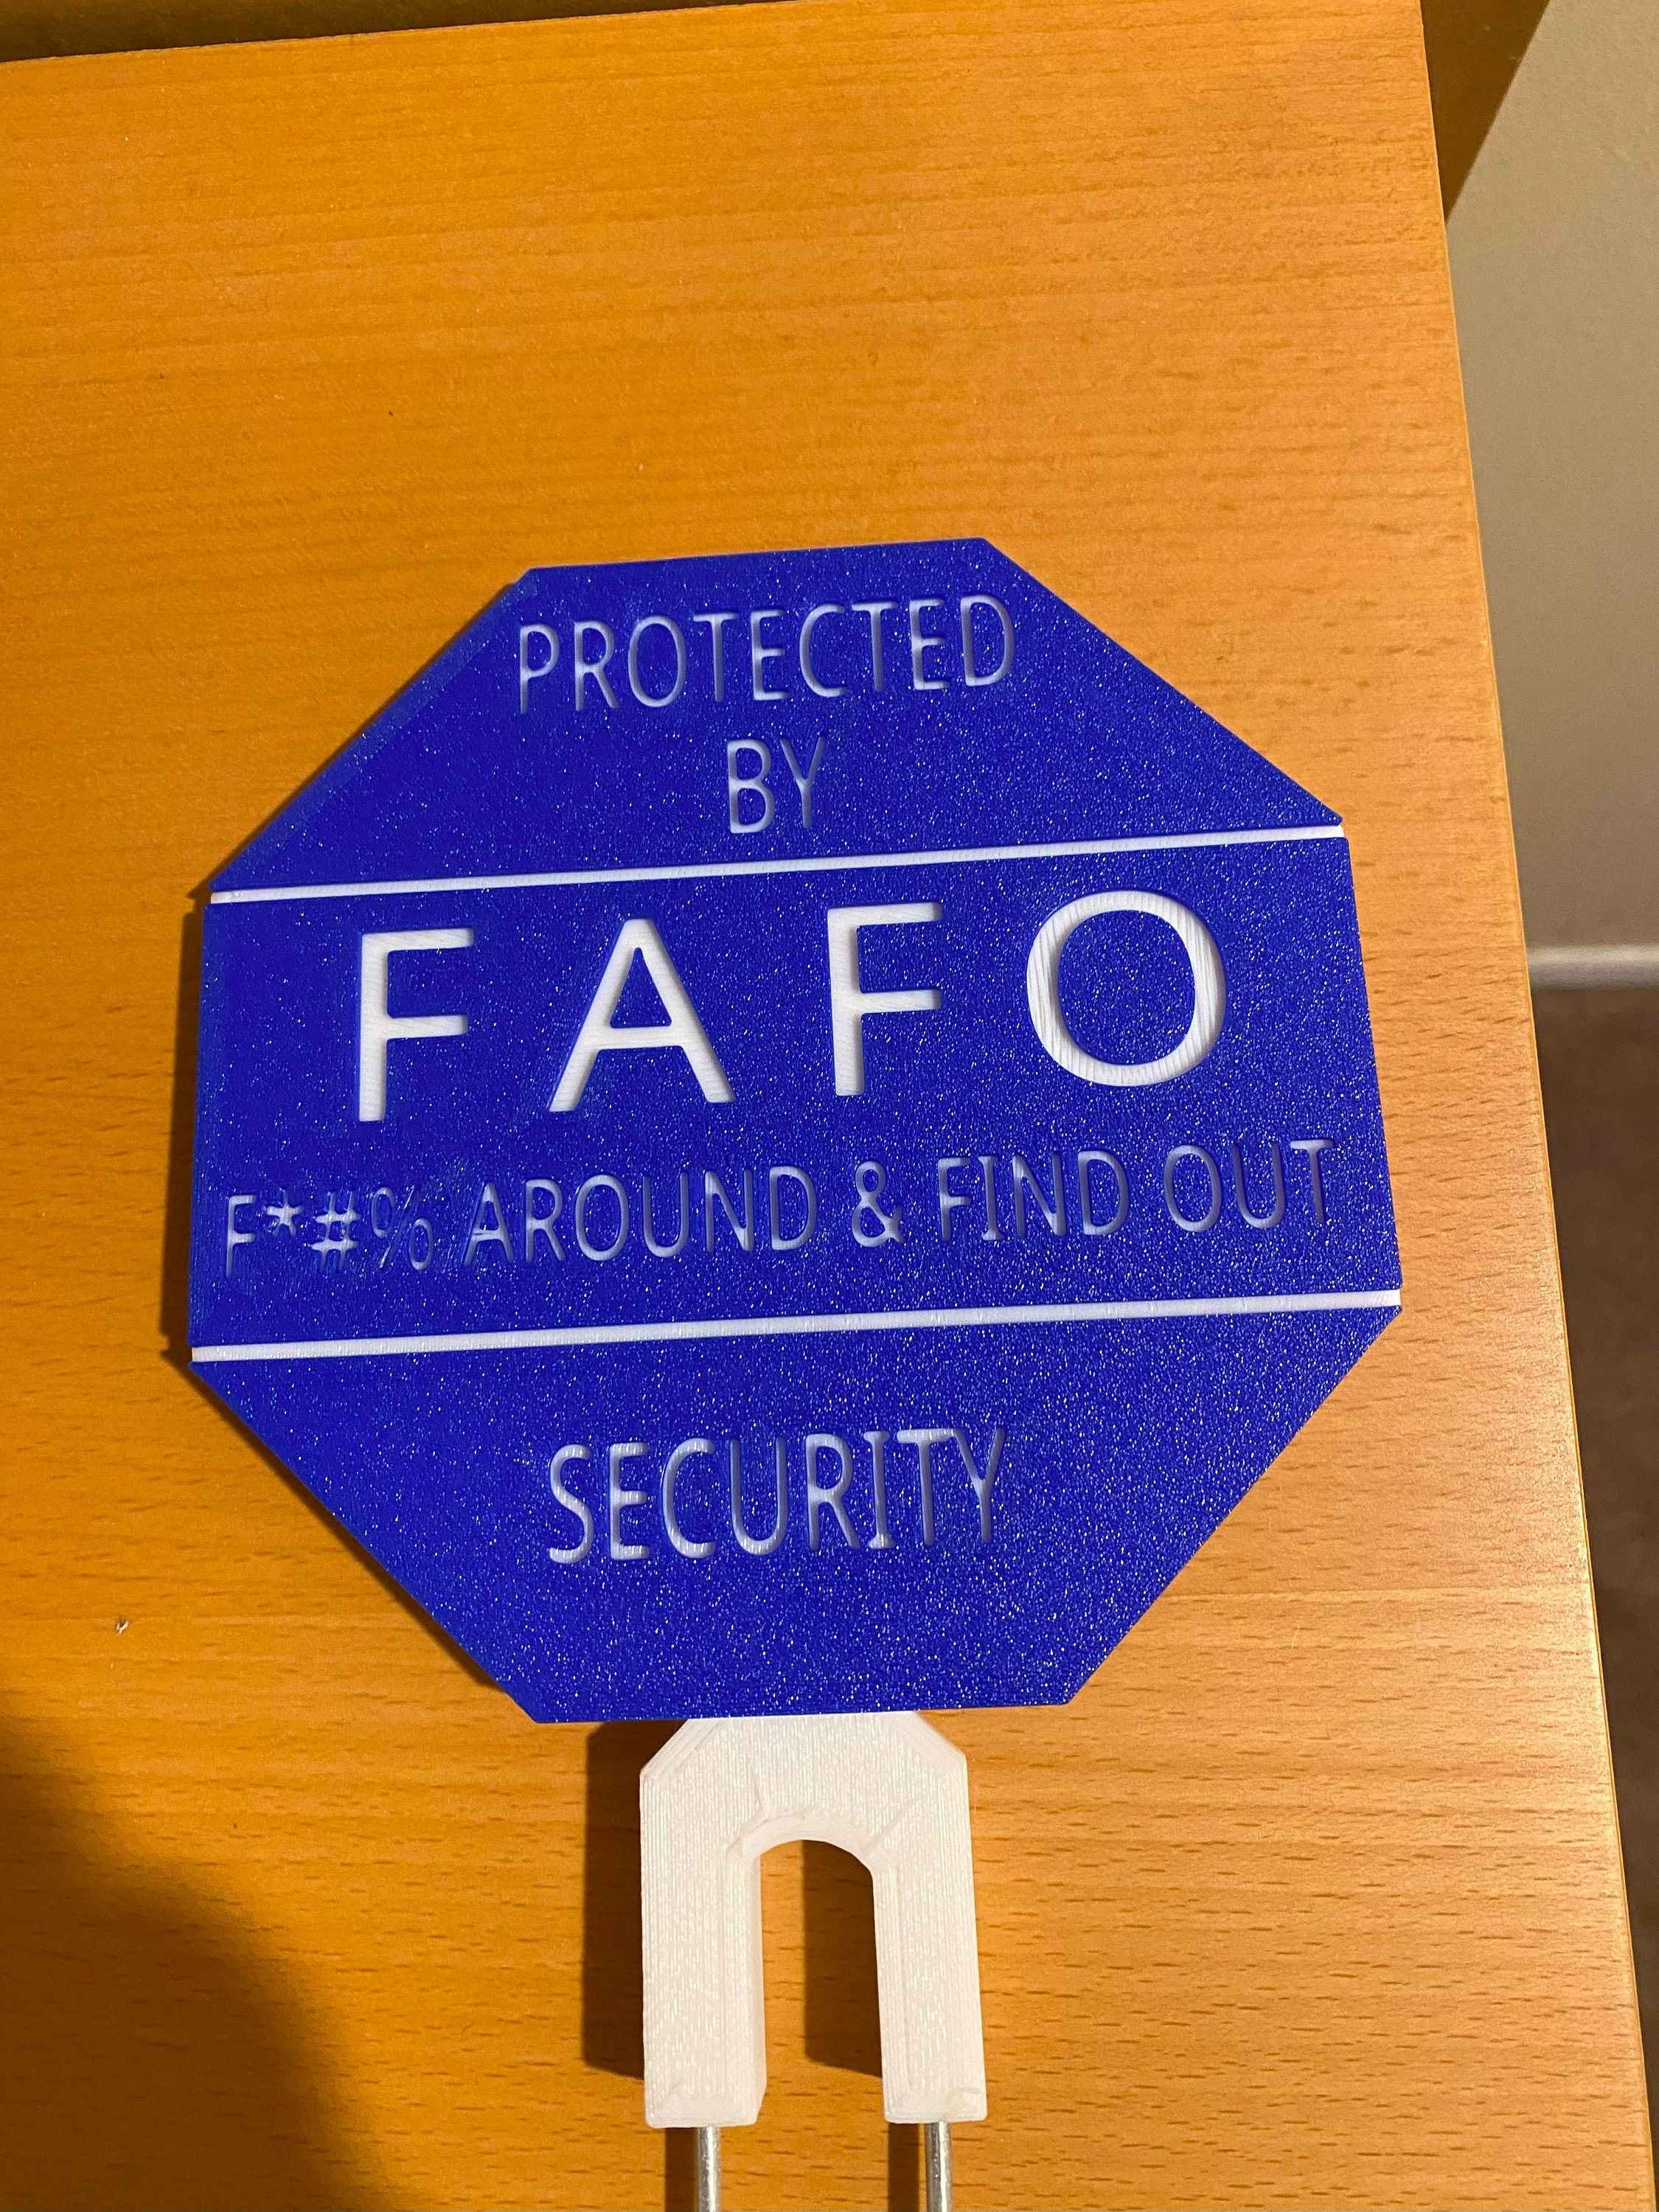 PROTECTED
BY
FAFO
F*#% AROUND & FIND OUT
SECURITY